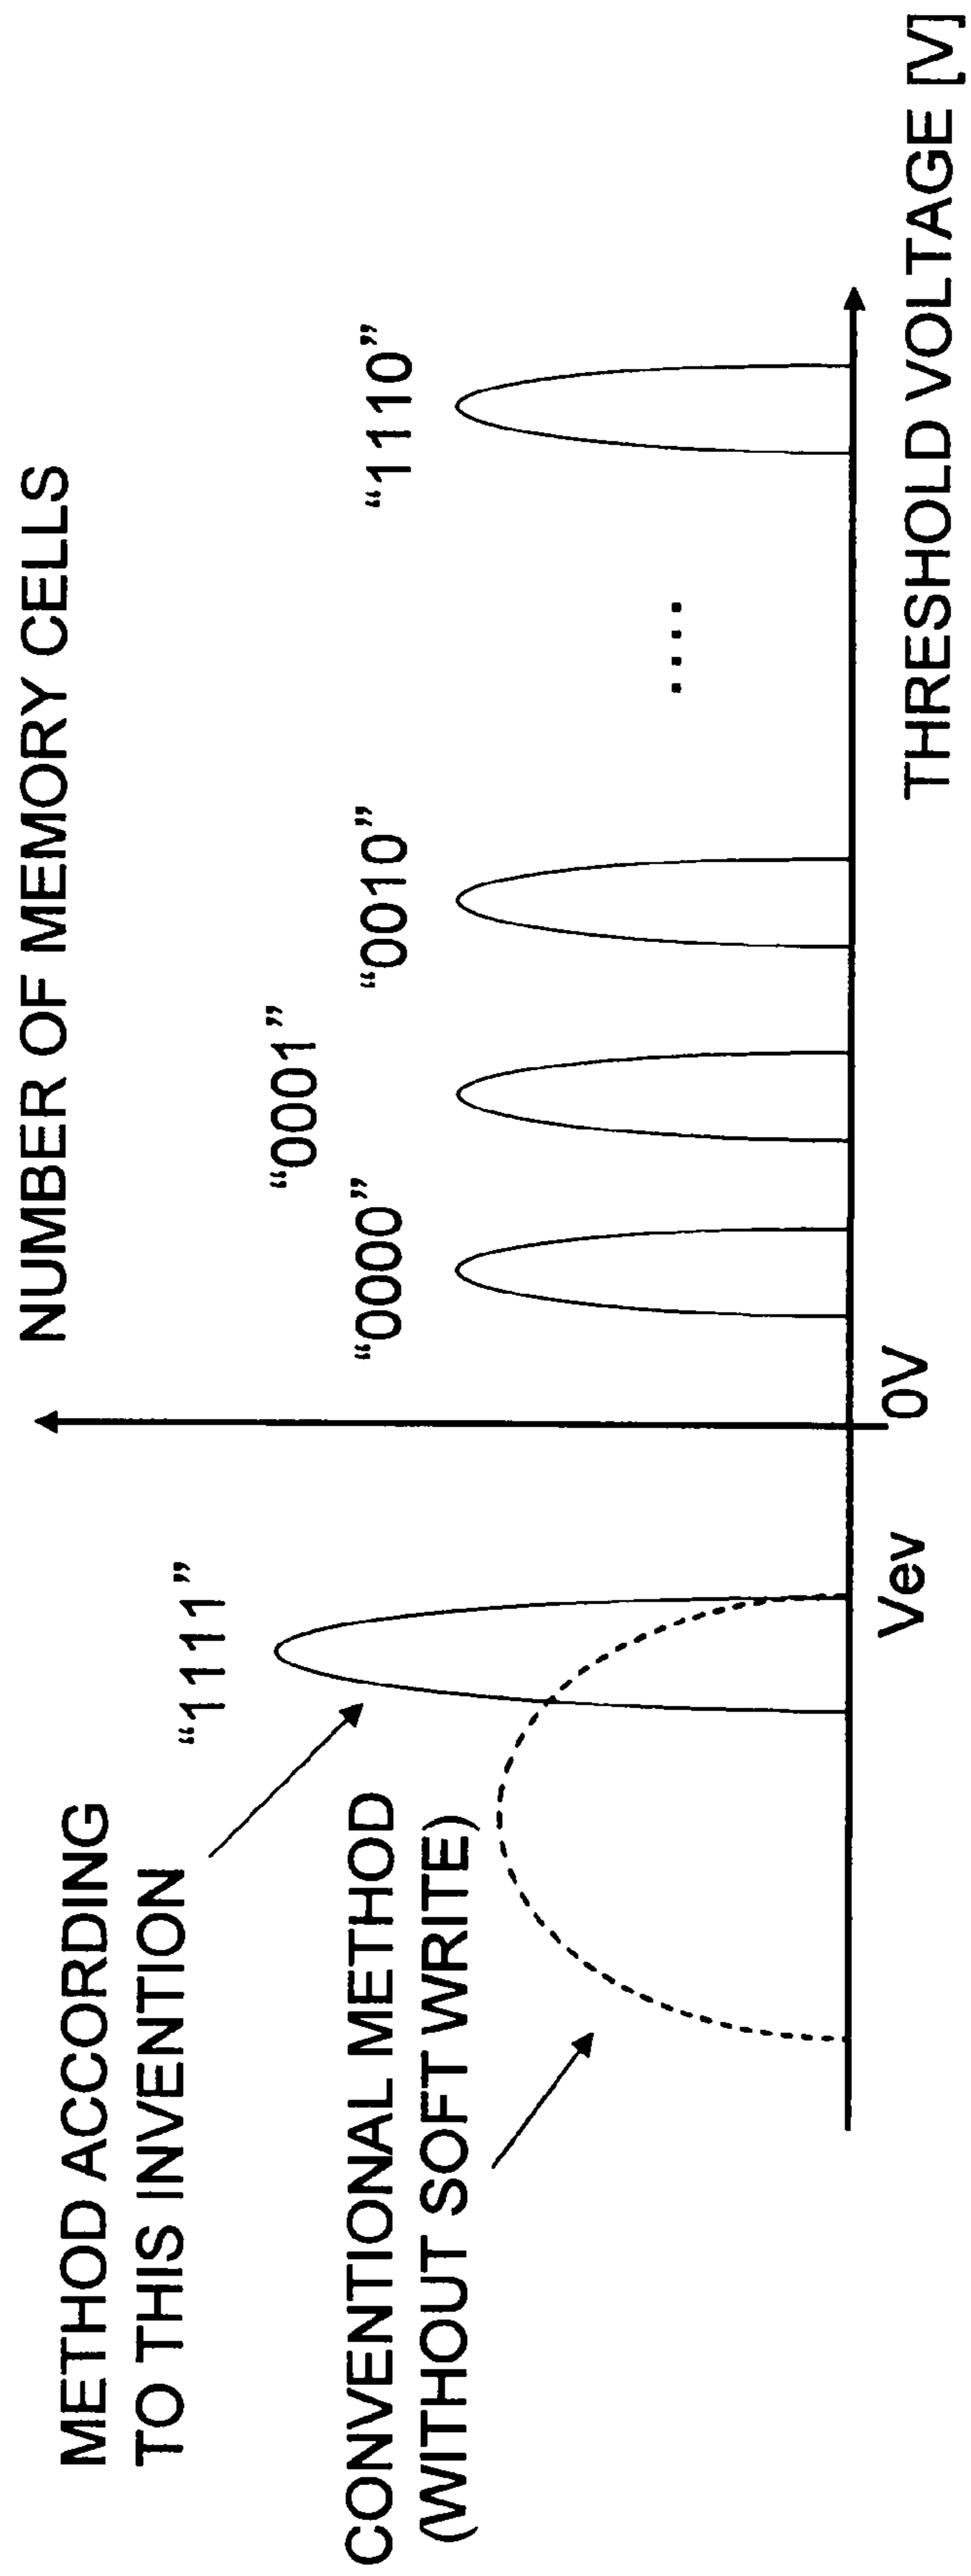 NUMBER OF MEMORY CELLS
METHOD ACCORDING
TO THIS INVENTION
“1111”
CONVENTIONAL METHOD
(WITHOUT SOFT WRITE)
“0000”
“0001”
“0010”
....
“1110”
Vev
0V
THRESHOLD VOLTAGE [V]